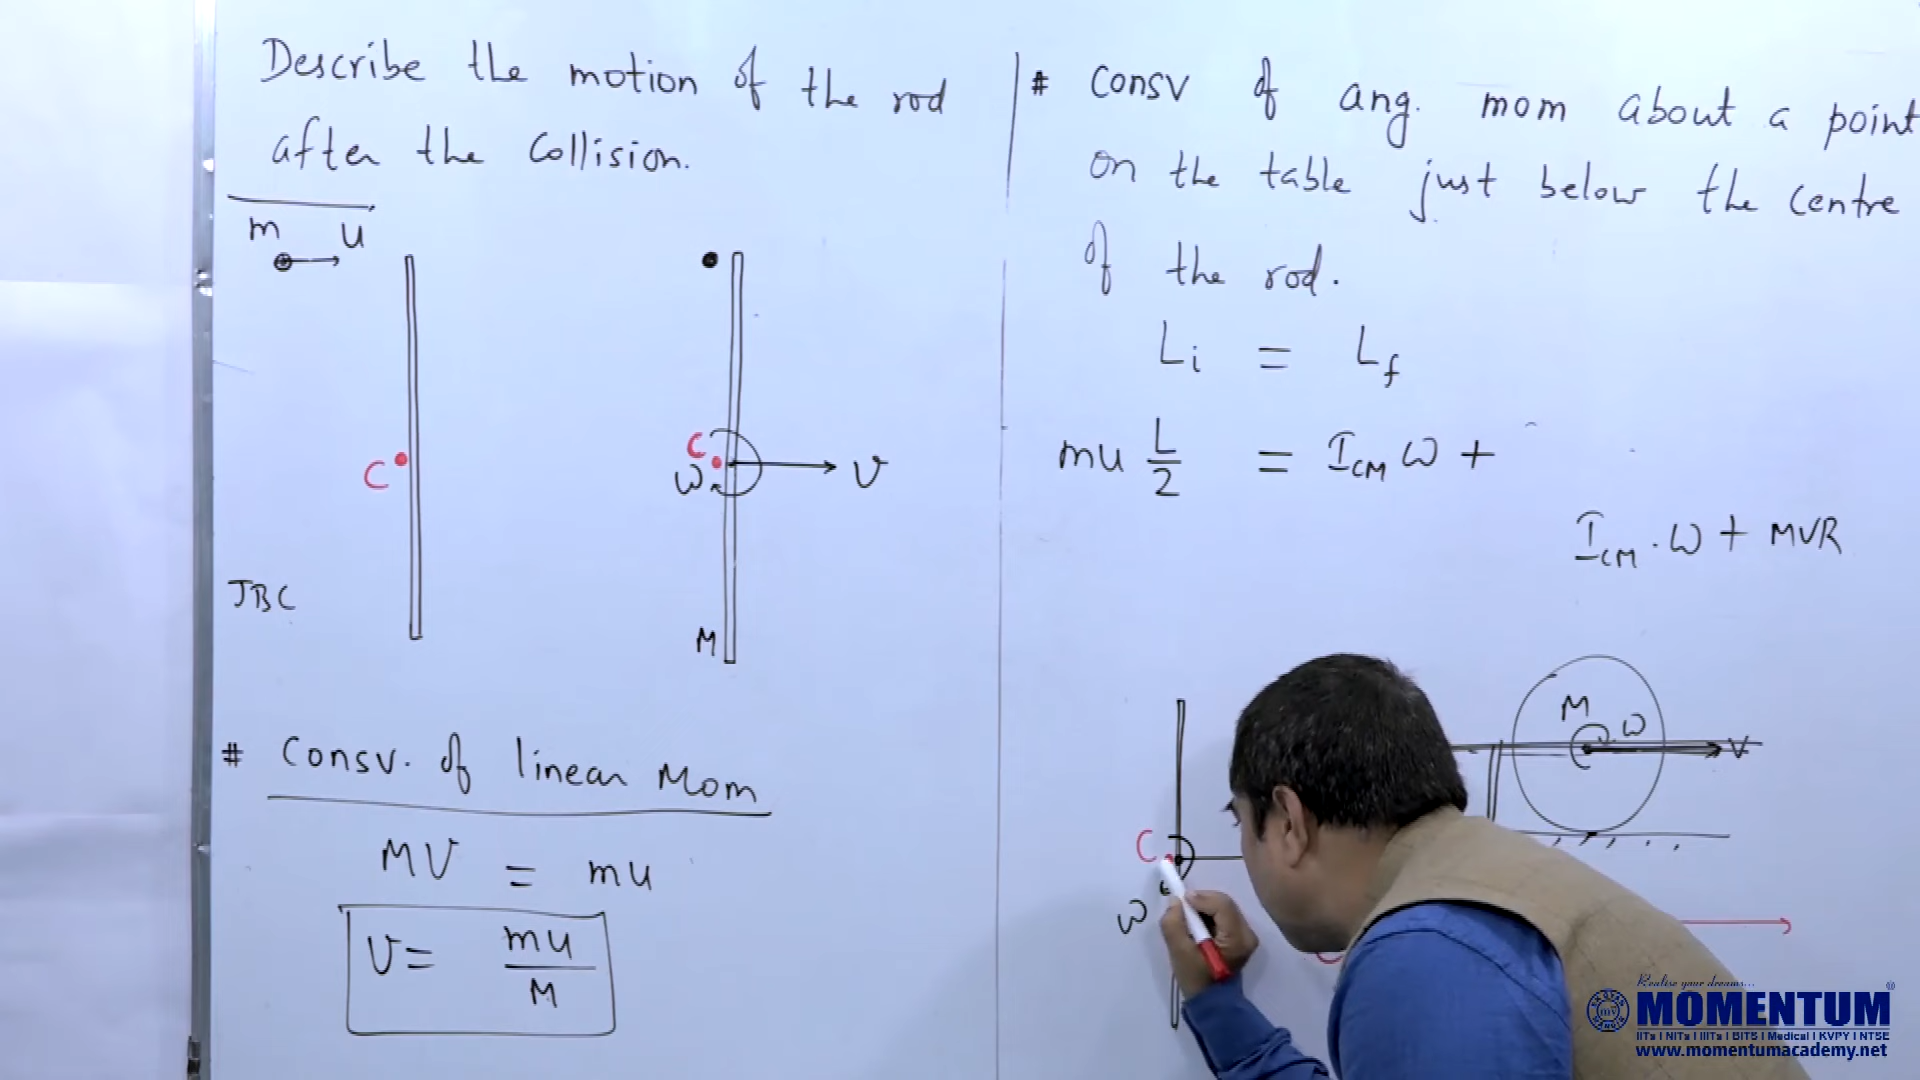 Describe the motion of the rod
after the collision.
m u
C
C
ω
v
JBC
M
# Consv. of linear Mom
MV = mu
V = mu/M
# Consv of ang. mom about a point
on the table just below the centre
of the rod.
Li = Lf
mu L/2 = ICM ω +
ICM . ω + MVR
M
ω
V
C
ω
Realise your dreams...
MOMENTUM®
IITs | NITs | IIITs | BITS | Medical | KVPY | NTSE
www.momentumacademy.net